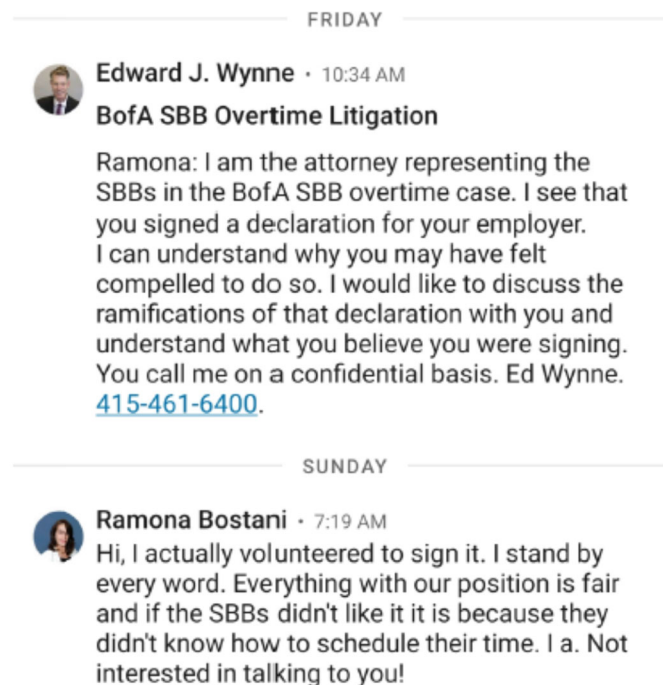 FRIDAY
Edward J. Wynne • 10:34 AM
BofA SBB Overtime Litigation
Ramona: I am the attorney representing the
SBBs in the BofA SBB overtime case. I see that
you signed a declaration for your employer.
I can understand why you may have felt
compelled to do so. I would like to discuss the
ramifications of that declaration with you and
understand what you believe you were signing.
You call me on a confidential basis. Ed Wynne.
415-461-6400.
SUNDAY
Ramona Bostani • 7:19 AM
Hi, I actually volunteered to sign it. I stand by
every word. Everything with our position is fair
and if the SBBs didn't like it it is because they
didn't know how to schedule their time. I a. Not
interested in talking to you!